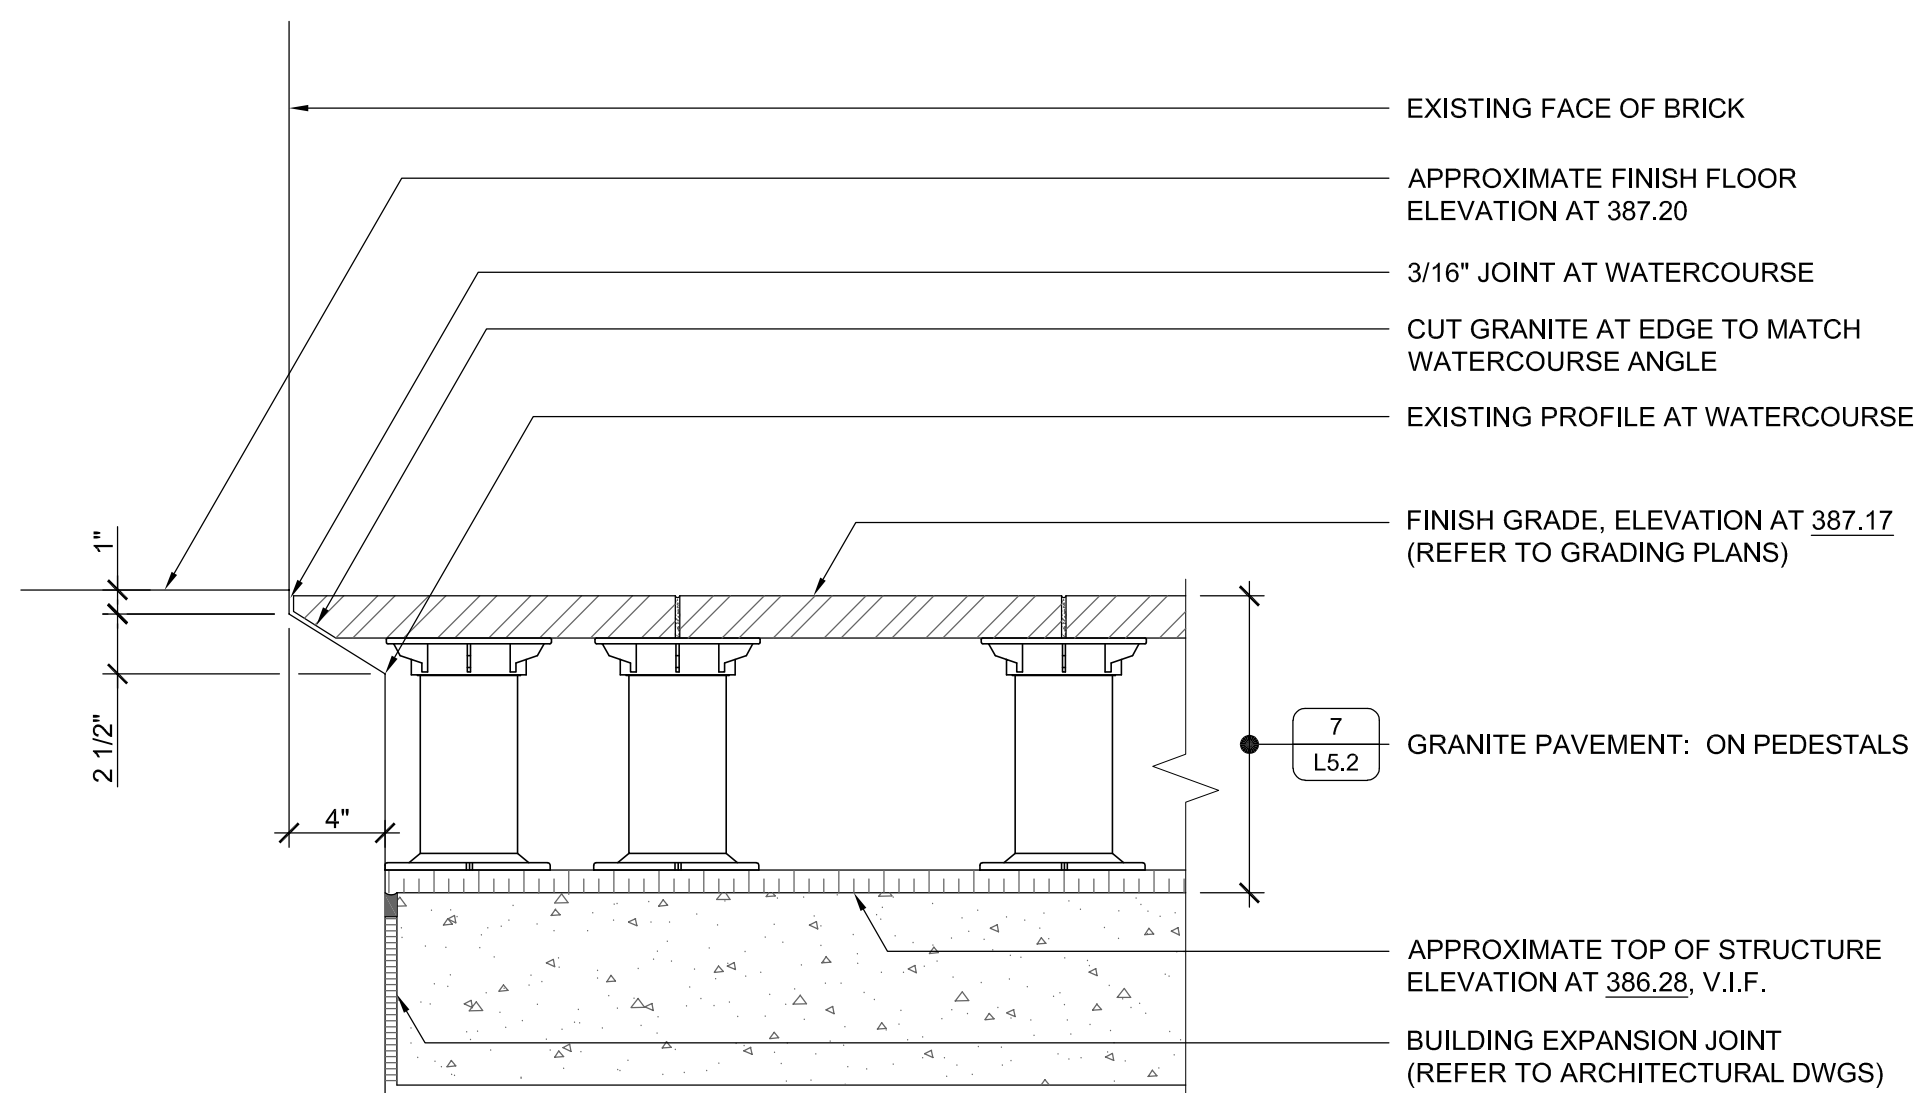 EXISTING FACE OF BRICK
APPROXIMATE FINISH FLOOR
ELEVATION AT 387.20
3/16" JOINT AT WATERCOURSE
CUT GRANITE AT EDGE TO MATCH
WATERCOURSE ANGLE
EXISTING PROFILE AT WATERCOURSE
FINISH GRADE, ELEVATION AT 387.17
(REFER TO GRADING PLANS)
1"
2 1/2"
4"
7
L5.2
GRANITE PAVEMENT: ON PEDESTALS
APPROXIMATE TOP OF STRUCTURE
ELEVATION AT 386.28, V.I.F.
BUILDING EXPANSION JOINT
(REFER TO ARCHITECTURAL DWGS)